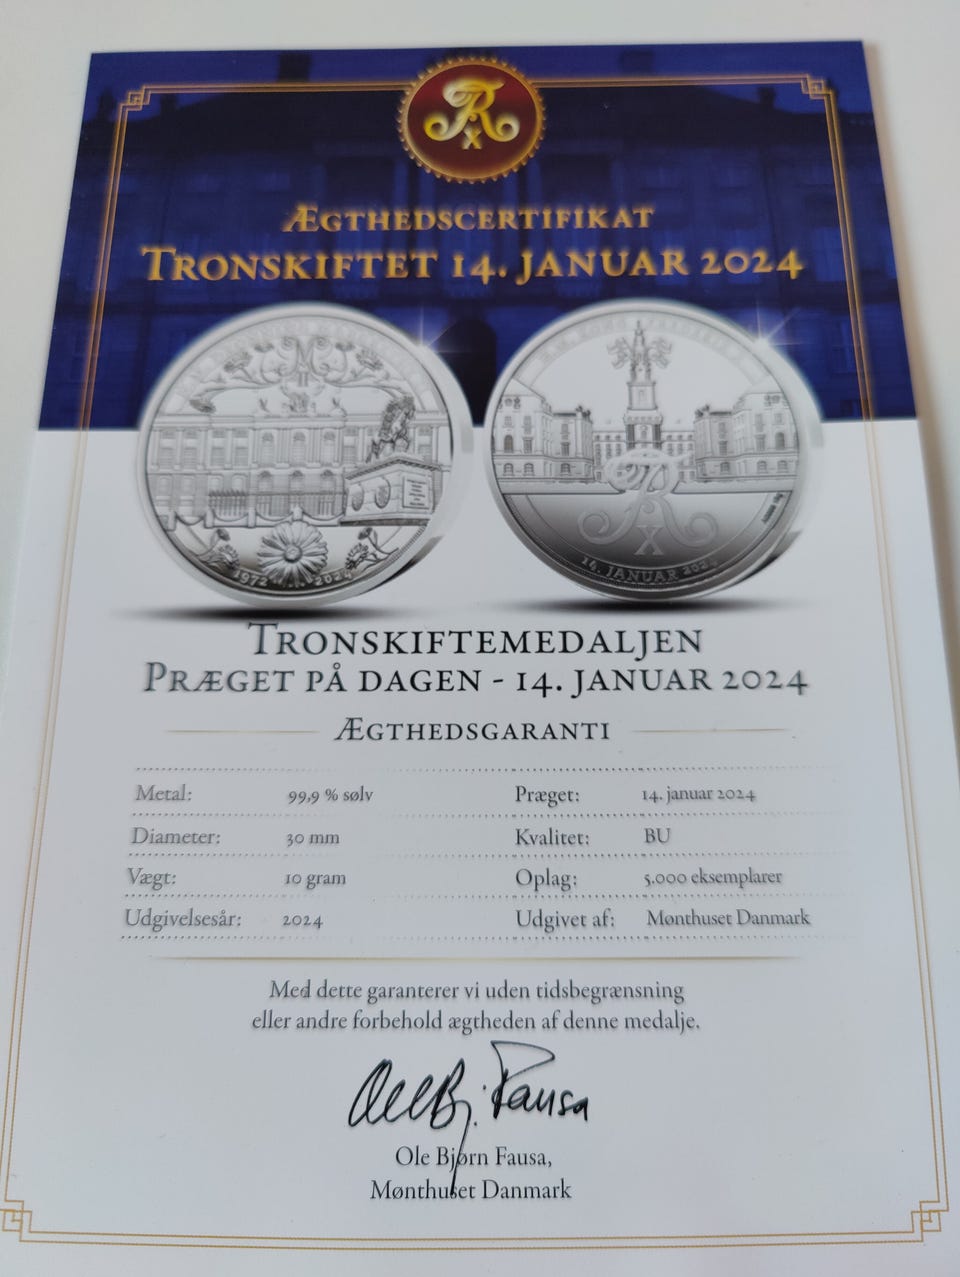 ÆGTHEDSCERTIFIKAT
TRONSKIFTET 14. JANUAR 2024
1972 2024
14. JANUAR 2024
TRONSKIFTEMEDALJEN
PRÆGET PÅ DAGEN - 14. JANUAR 2024
ÆGTHEDSGARANTI
Metal: 99,9 % sølv Præget: 14. januar 2024
Diameter: 30 mm Kvalitet: BU
Vægt: 10 gram Oplag: 5.000 eksemplarer
Udgivelsesår: 2024 Udgivet af: Mønthuset Danmark
Med dette garanterer vi uden tidsbegrænsning
eller andre forbehold ægtheden af denne medalje.
Ole Bj. Fausa
Ole Bjørn Fausa,
Mønthuset Danmark